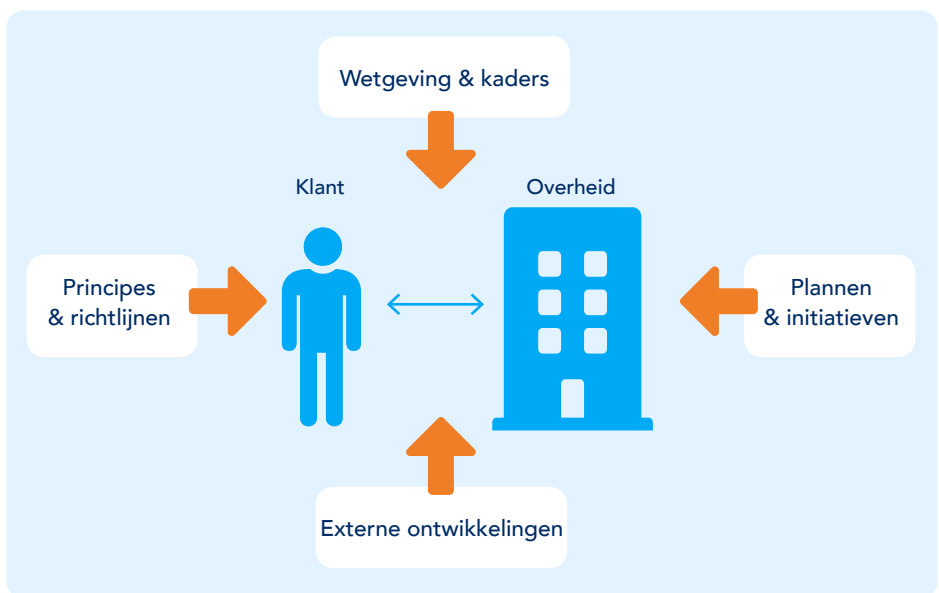 Wetgeving & kaders
Klant
Overheid
Principes
& richtlijnen
Plannen
& initiatieven
Externe ontwikkelingen